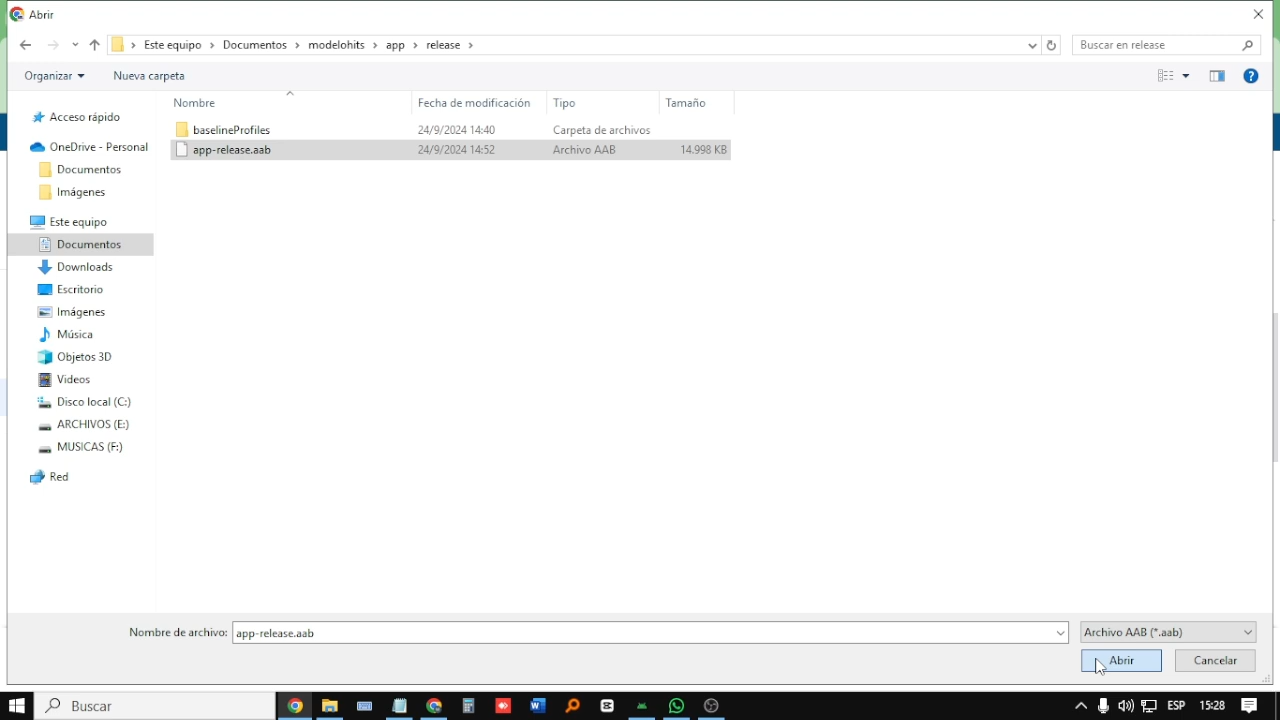 Abrir
Este equipo > Documentos > modelohits > app > release >
Buscar en release
Organizar
Nueva carpeta
Nombre
Fecha de modificación
Tipo
Tamaño
baselineProfiles
24/9/2024 14:40
Carpeta de archivos
app-release.aab
24/9/2024 14:52
Archivo AAB
14.998 KB
Acceso rápido
OneDrive - Personal
Documentos
Imágenes
Este equipo
Documentos
Downloads
Escritorio
Imágenes
Música
Objetos 3D
Videos
Disco local (C:)
ARCHIVOS (E:)
MUSICAS (F:)
Red
Nombre de archivo:
app-release.aab
Archivo AAB (*.aab)
Abrir
Cancelar
Buscar
ESP
15:28